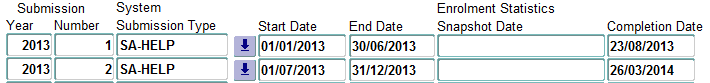 Submission System Enrolment Statistics
Year Number Submission Type Start Date End Date Snapshot Date Completion Date
2013 1 SA-HELP 01/01/2013 30/06/2013 23/08/2013
2013 2 SA-HELP 01/07/2013 31/12/2013 26/03/2014